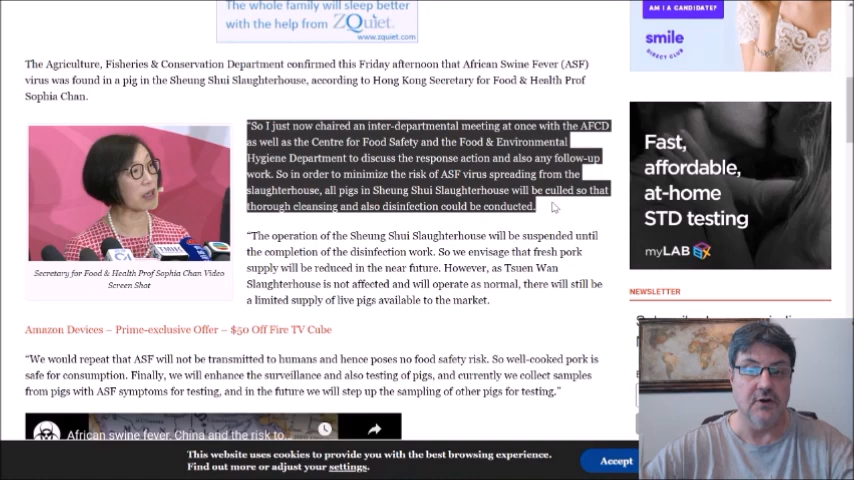 The whole family will sleep better
with the help from ZQuiet.
www.zquiet.com
AM I A CANDIDATE?
smile
DIRECT CLUB
The Agriculture, Fisheries & Conservation Department confirmed this Friday afternoon that African Swine Fever (ASF)
virus was found in a pig in the Sheung Shui Slaughterhouse, according to Hong Kong Secretary for Food & Health Prof
Sophia Chan.
"So I just now chaired an inter-departmental meeting at once with the AFCD
as well as the Centre for Food Safety and the Food & Environmental
Hygiene Department to discuss the response action and also any follow-up
work. So in order to minimize the risk of ASF virus spreading from the
slaughterhouse, all pigs in Sheung Shui Slaughterhouse will be culled so that
thorough cleansing and also disinfection could be conducted.
Secretary for Food & Health Prof Sophia Chan Video
Screen Shot
"The operation of the Sheung Shui Slaughterhouse will be suspended until
the completion of the disinfection work. So we envisage that fresh pork
supply will be reduced in the near future. However, as Tsuen Wan
Slaughterhouse is not affected and will operate as normal, there will still be
a limited supply of live pigs available to the market.
Amazon Devices – Prime-exclusive Offer – $50 Off Fire TV Cube
"We would repeat that ASF will not be transmitted to humans and hence poses no food safety risk. So well-cooked pork is
safe for consumption. Finally, we will enhance the surveillance and also testing of pigs, and currently we collect samples
from pigs with ASF symptoms for testing, and in the future we will step up the sampling of other pigs for testing."
African swine fever, China and the risk to...
Fast,
affordable,
at-home
STD testing
myLAB
NEWSLETTER
This website uses cookies to provide you with the best browsing experience.
Find out more or adjust your settings.
Accept